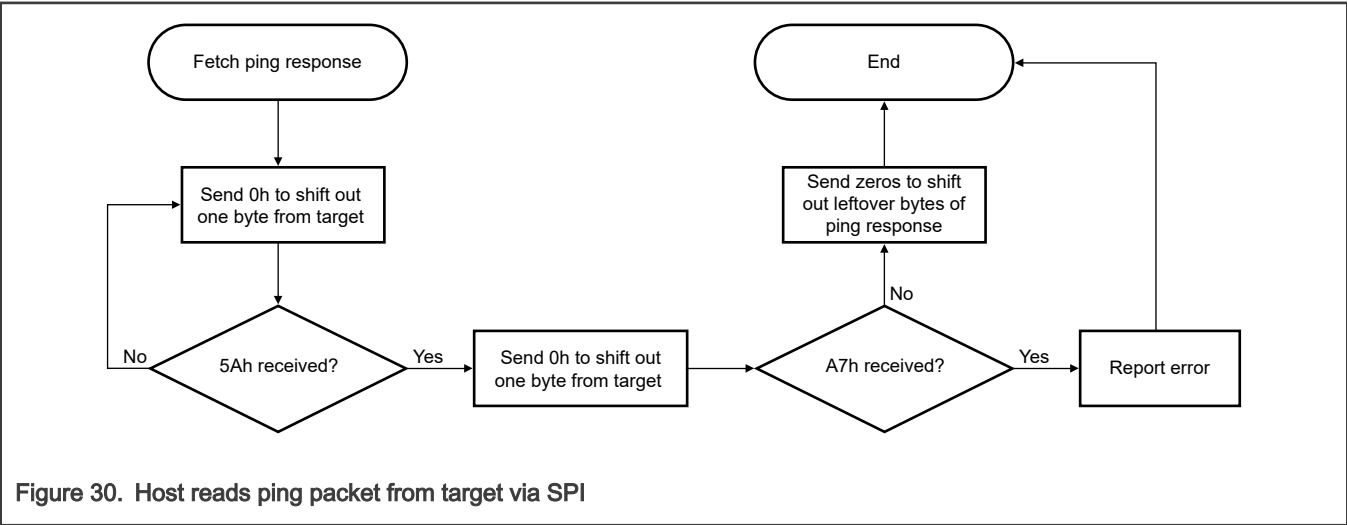 Fetch ping response
End
Send 0h to shift out
one byte from target
Send zeros to shift
out leftover bytes of
ping response
No
No
5Ah received?
Yes
Send 0h to shift out
one byte from target
A7h received?
Yes
Report error
Figure 30. Host reads ping packet from target via SPI